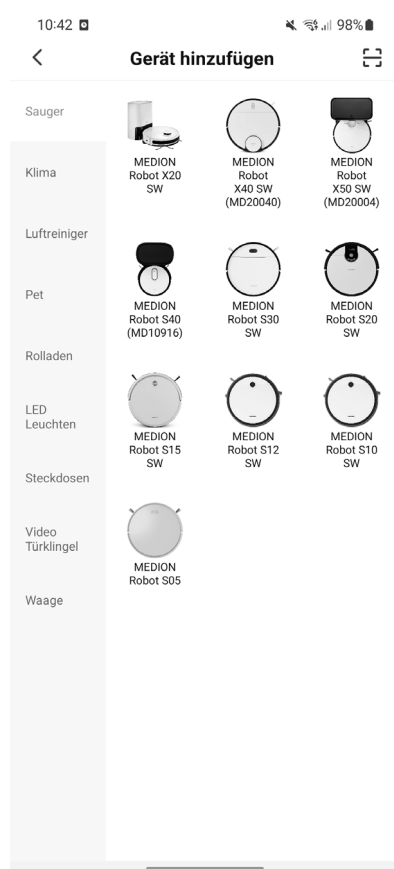 10:42
98%
Gerät hinzufügen
Sauger
Klima
Luftreiniger
Pet
Rolladen
LED
Leuchten
Steckdosen
Video
Türklingel
Waage
MEDION
Robot X20
SW
MEDION
Robot
X40 SW
(MD20040)
MEDION
Robot
X50 SW
(MD20004)
MEDION
Robot S40
(MD10916)
MEDION
Robot S30
SW
MEDION
Robot S20
SW
MEDION
Robot S15
SW
MEDION
Robot S12
SW
MEDION
Robot S10
SW
MEDION
Robot S05